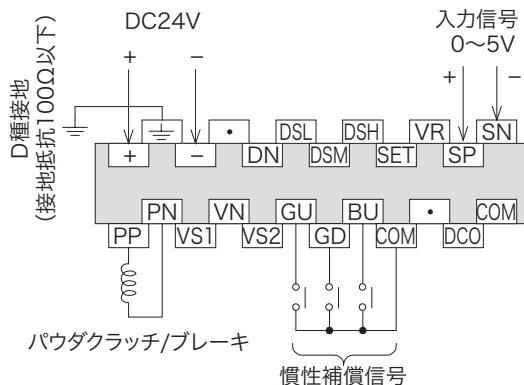 DC24V
入力信号
0～5V
+
−
+
−
D種接地
(接地抵抗100Ω以下)
・
DSL
DSH
VR
SN
+
−
DN
DSM
SET
SP
PN
VN
GU
BU
・
COM
PP
VS1
VS2
GD
COM
DCO
パウダクラッチ/ブレーキ
慣性補償信号